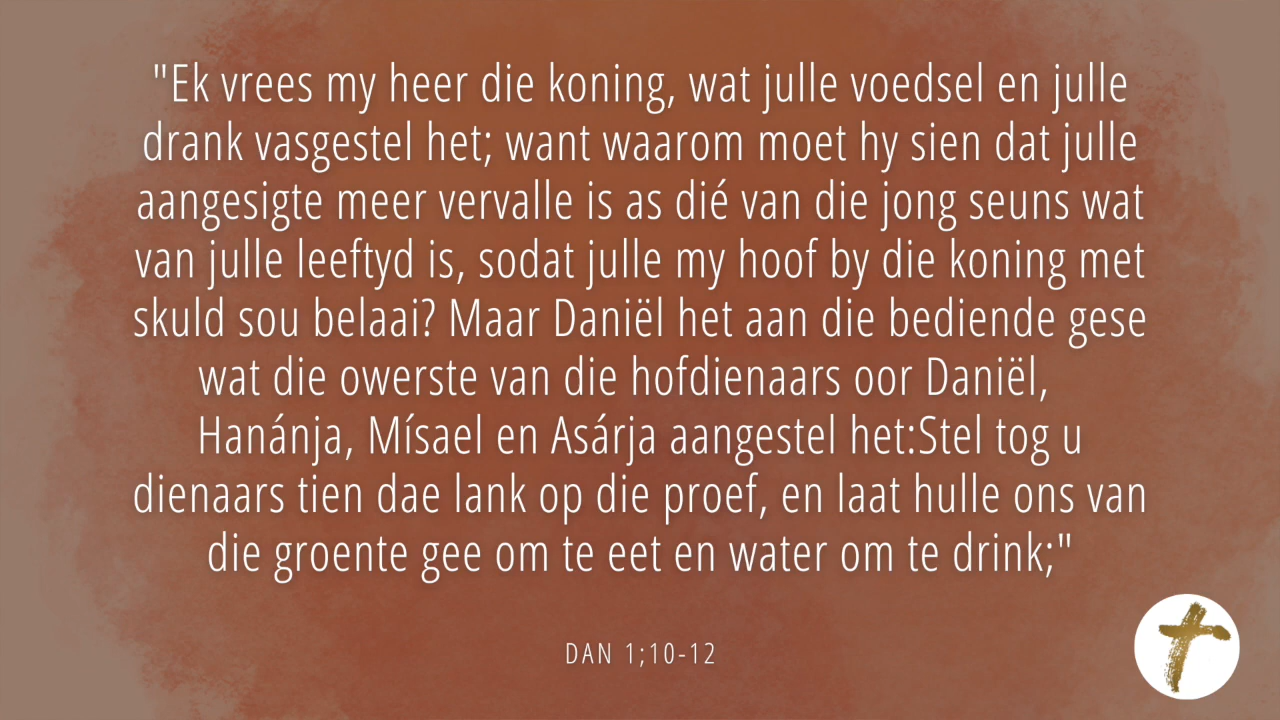 "Ek vrees my heer die koning, wat julle voedsel en julle
drank vasgestel het; want waarom moet hy sien dat julle
aangesigte meer vervalle is as dié van die jong seuns wat
van julle leeftyd is, sodat julle my hoof by die koning met
skuld sou belaai? Maar Daniël het aan die bediende gese
wat die owerste van die hofdienaars oor Daniël,
Hanánja, Mísael en Asárja aangestel het:Stel tog u
dienaars tien dae lank op die proef, en laat hulle ons van
die groente gee om te eet en water om te drink;"
DAN 1;10-12